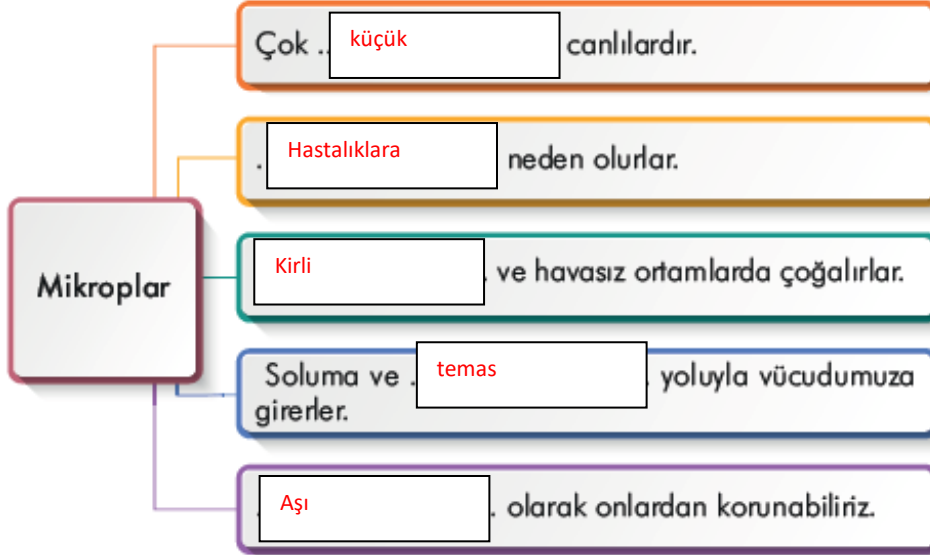 Çok .. küçük canlılardır.
. Hastalıklara neden olurlar.
Mikroplar
Kirli . ve havasız ortamlarda çoğalırlar.
Soluma ve . temas . yoluyla vücudumuza
girerler.
. Aşı . olarak onlardan korunabiliriz.